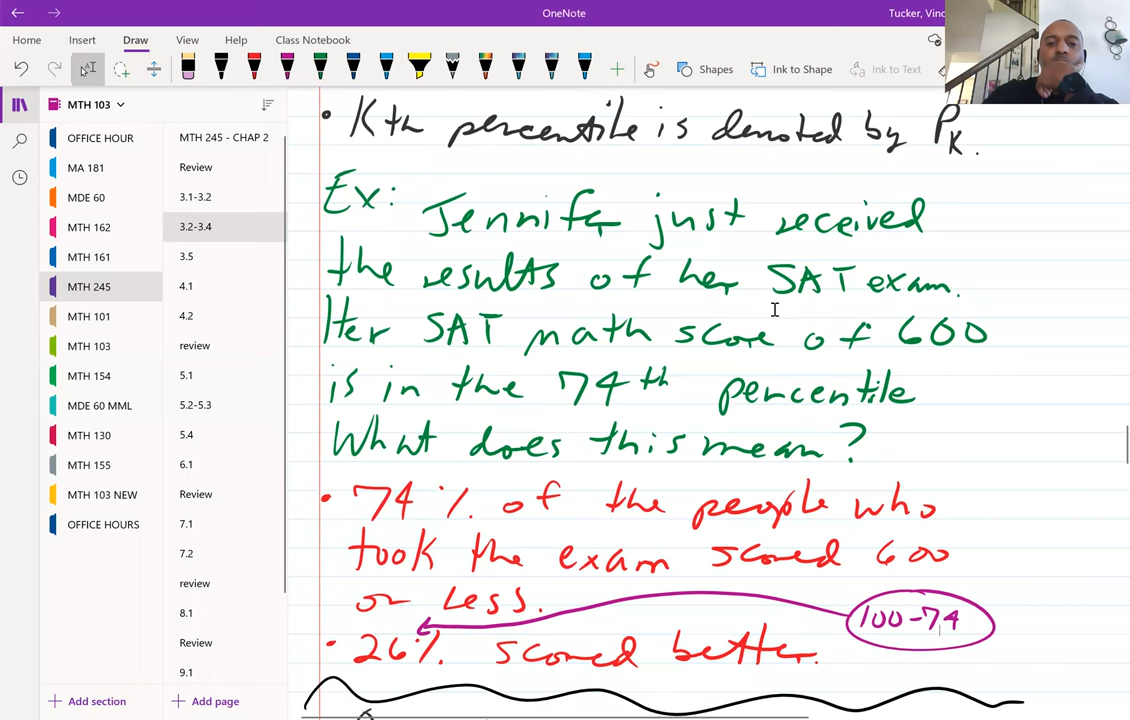 OneNote
Tucker, Vinc
Home
Insert
Draw
View
Help
Class Notebook
Shapes
Ink to Shape
Ink to Text
MTH 103
OFFICE HOUR
MA 181
MDE 60
MTH 162
MTH 161
MTH 245
MTH 101
MTH 103
MTH 154
MDE 60 MML
MTH 130
MTH 155
MTH 103 NEW
OFFICE HOURS
Add section
MTH 245 - CHAP 2
Review
3.1-3.2
3.2-3.4
3.5
4.1
4.2
review
5.1
5.2-5.3
5.4
6.1
Review
7.1
7.2
review
8.1
Review
9.1
Add page
• Kth percentile is denoted by PK.
Ex: Jennifer just received
the results of her SAT exam.
Her SAT math score of 600
is in the 74th percentile
What does this mean?
• 74% of the people who
took the exam scored 600
or less.
100-74
• 26% scored better.